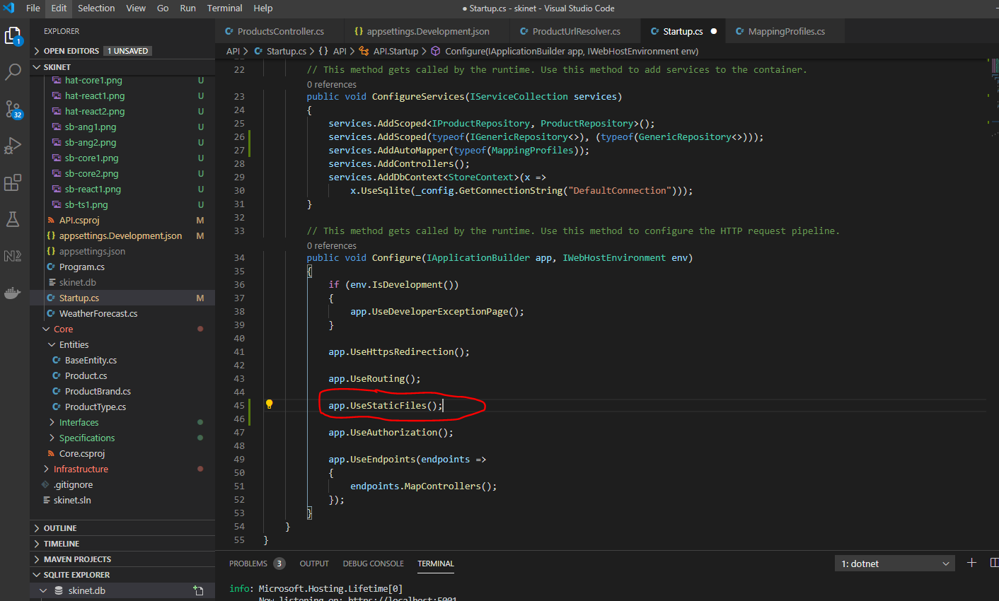 File Edit Selection View Go Run Terminal Help
● Startup.cs - skinet - Visual Studio Code
1
32
EXPLORER
OPEN EDITORS 1 UNSAVED
SKINET
hat-core1.png U
hat-react1.png U
hat-react2.png U
sb-ang1.png U
sb-ang2.png U
sb-core1.png U
sb-core2.png U
sb-react1.png U
sb-ts1.png U
API.csproj M
{} appsettings.Development.json M
{} appsettings.json
C# Program.cs
skinet.db
C# Startup.cs M
C# WeatherForecast.cs
Core
Entities
C# BaseEntity.cs
C# Product.cs
C# ProductBrand.cs
C# ProductType.cs
Interfaces
Specifications
Core.csproj
Infrastructure
.gitignore
skinet.sln
OUTLINE
TIMELINE
MAVEN PROJECTS
SQLITE EXPLORER
skinet.db
C# ProductsController.cs {} appsettings.Development.json C# ProductUrlResolver.cs C# Startup.cs ● C# MappingProfiles.cs
API > C# Startup.cs > {} API > API.Startup > Configure(IApplicationBuilder app, IWebHostEnvironment env)
22 // This method gets called by the runtime. Use this method to add services to the container.
0 references
23 public void ConfigureServices(IServiceCollection services)
24 {
25 services.AddScoped<IProductRepository, ProductRepository>();
26 services.AddScoped(typeof(IGenericRepository<>), (typeof(GenericRepository<>)));
27 services.AddAutoMapper(typeof(MappingProfiles));
28 services.AddControllers();
29 services.AddDbContext<StoreContext>(x =>
30 x.UseSqlite(_config.GetConnectionString("DefaultConnection")));
31 }
32
33 // This method gets called by the runtime. Use this method to configure the HTTP request pipeline.
0 references
34 public void Configure(IApplicationBuilder app, IWebHostEnvironment env)
35 {
36 if (env.IsDevelopment())
37 {
38 app.UseDeveloperExceptionPage();
39 }
40
41 app.UseHttpsRedirection();
42
43 app.UseRouting();
44
45 app.UseStaticFiles();
46
47 app.UseAuthorization();
48
49 app.UseEndpoints(endpoints =>
50 {
51 endpoints.MapControllers();
52 });
53 }
54 }
55 }
PROBLEMS 3 OUTPUT DEBUG CONSOLE TERMINAL
1: dotnet
info: Microsoft.Hosting.Lifetime[0]
Now listening on: https://localhost:5001